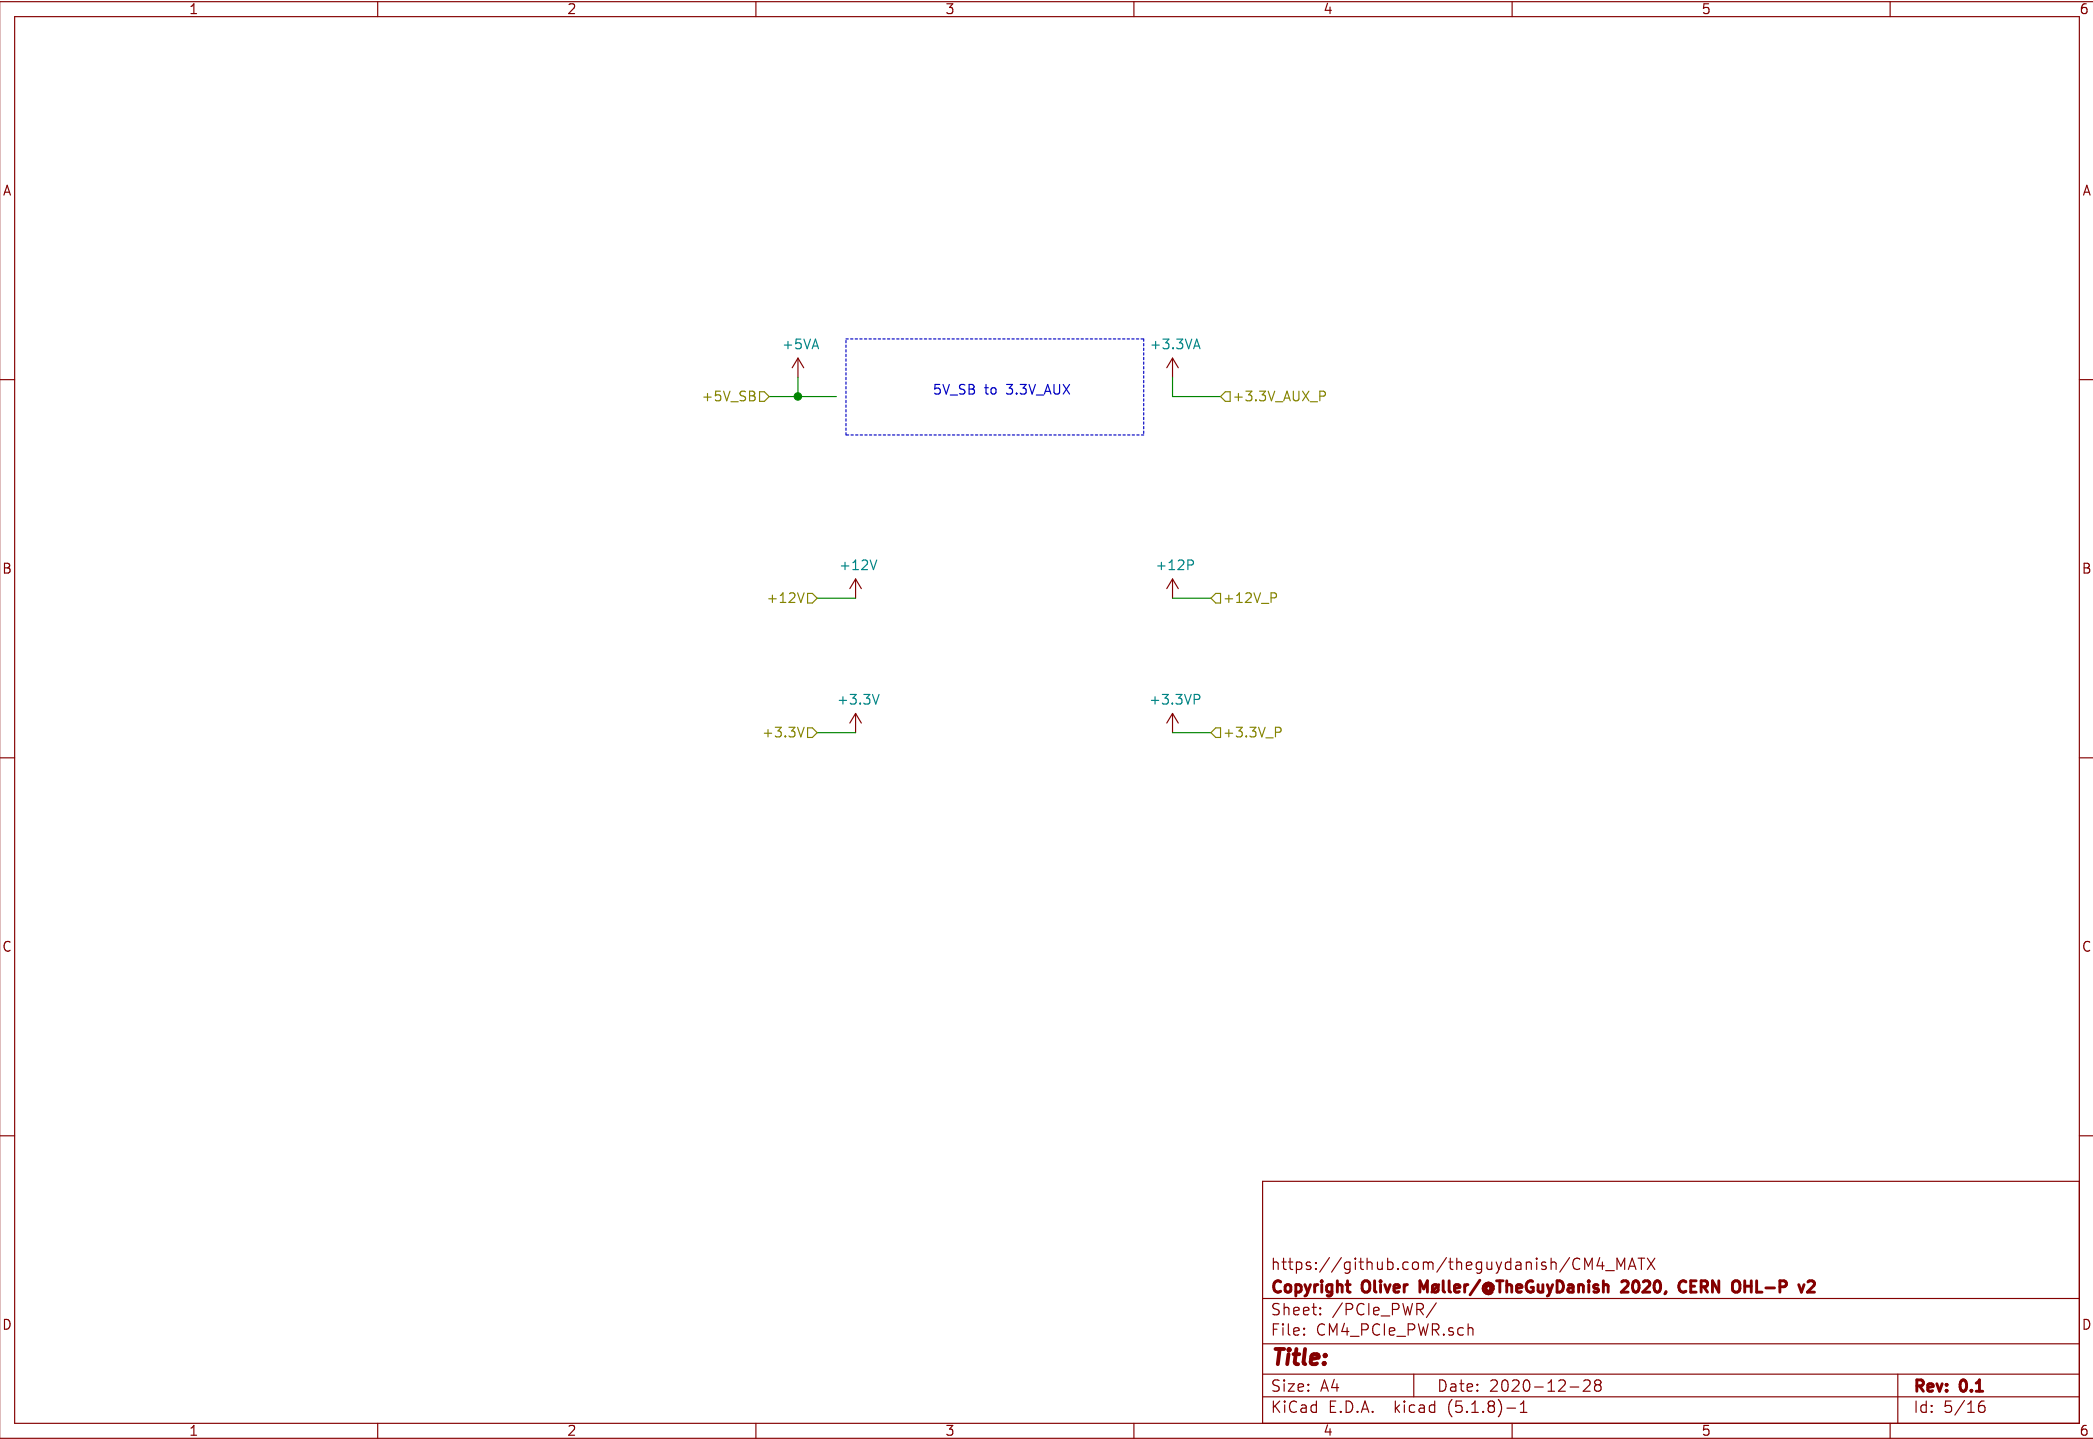 1 2 3 4 5 6
A A
+5VA +3.3VA
5V_SB to 3.3V_AUX
+5V_SB +3.3V_AUX_P
+12V +12P
B B
+12V +12V_P
+3.3V +3.3VP
+3.3V +3.3V_P
C C
https://github.com/theguydanish/CM4_MATX
Copyright Oliver Møller/@TheGuyDanish 2020, CERN OHL-P v2
Sheet: /PCIe_PWR/
D D
File: CM4_PCIe_PWR.sch
Title:
Size: A4 Date: 2020-12-28 Rev: 0.1
KiCad E.D.A. kicad (5.1.8)-1 Id: 5/16
1 2 3 4 5 6